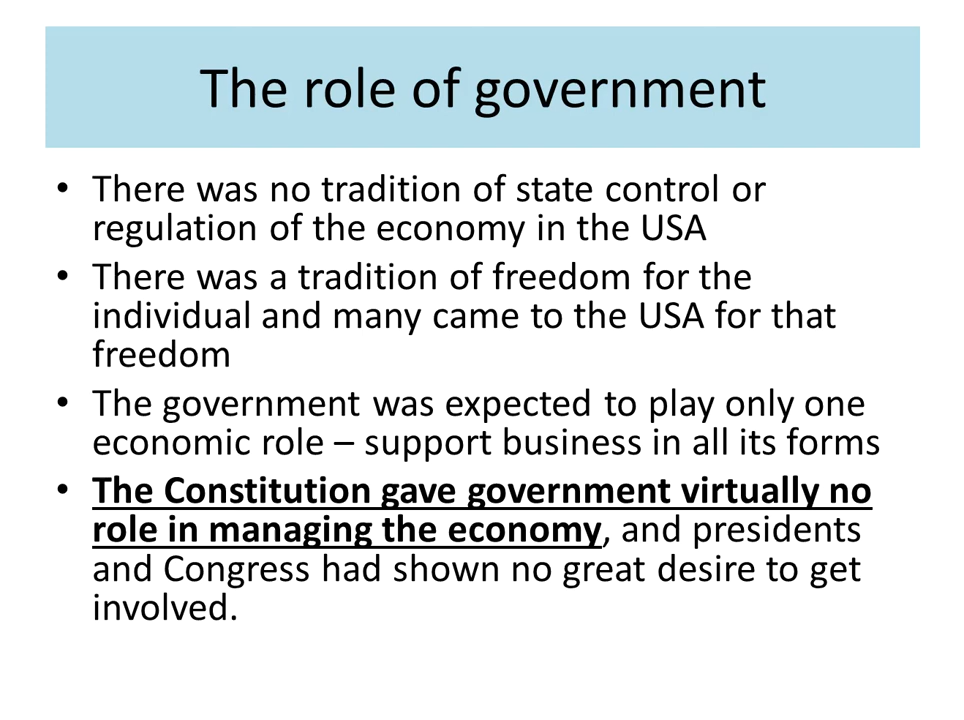 The role of government
• There was no tradition of state control or
regulation of the economy in the USA
• There was a tradition of freedom for the
individual and many came to the USA for that
freedom
• The government was expected to play only one
economic role – support business in all its forms
• The Constitution gave government virtually no
role in managing the economy, and presidents
and Congress had shown no great desire to get
involved.